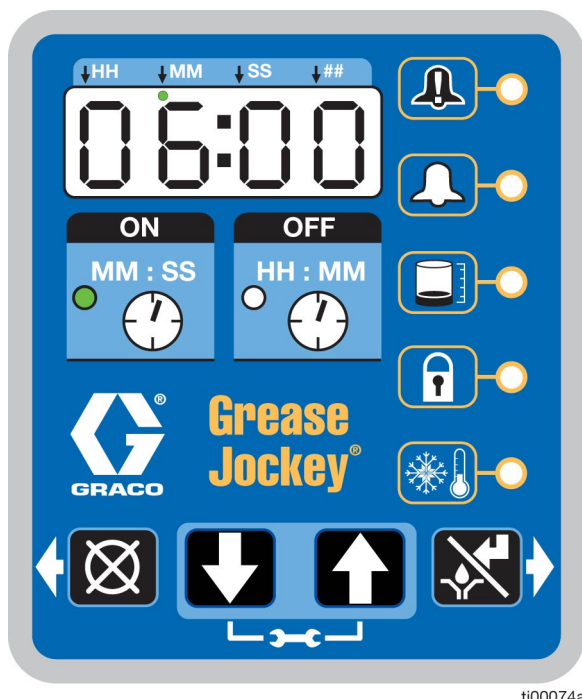 HH MM SS ##
06:00
ON OFF
MM : SS HH : MM
Grease
Jockey®
®
GRACO
ti00074a